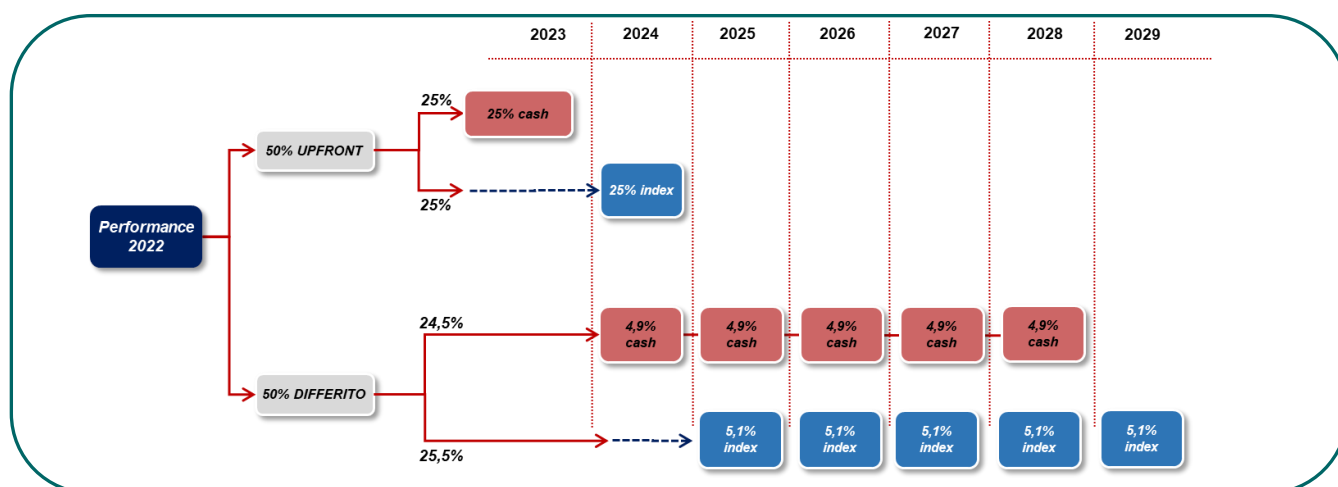 2023 2024 2025 2026 2027 2028 2029
25%
25% cash
50% UPFRONT
25%
25% index
Performance
2022
24,5%
4,9% 4,9% 4,9% 4,9% 4,9%
cash cash cash cash cash
50% DIFFERITO
25,5%
5,1% 5,1% 5,1% 5,1% 5,1%
index index index index index